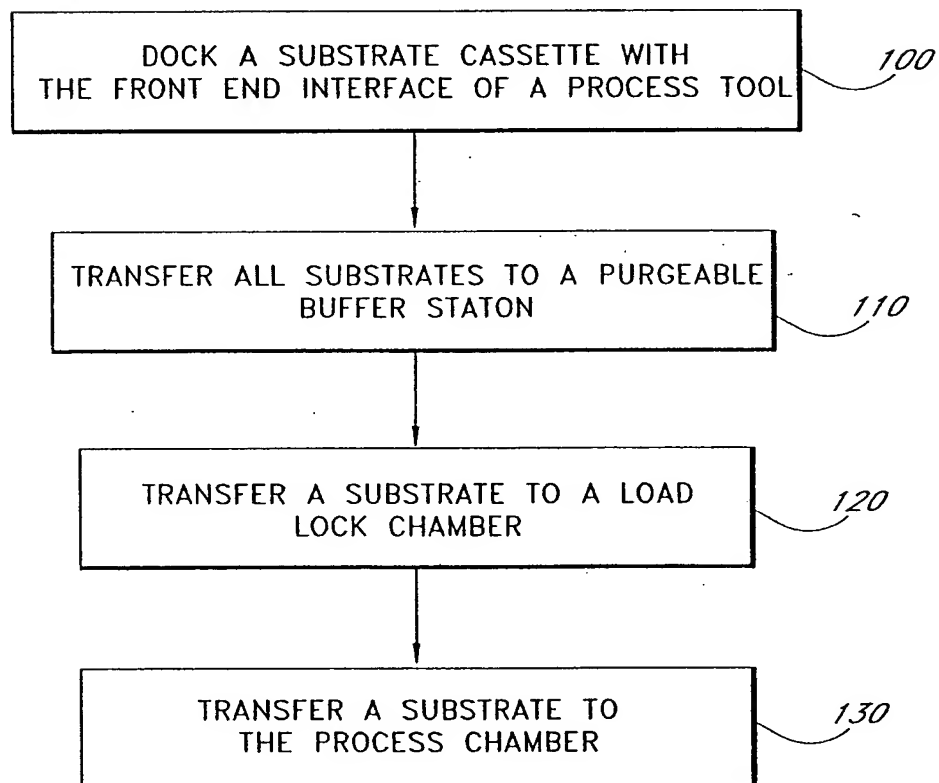 DOCK A SUBSTRATE CASSETTE WITH
THE FRONT END INTERFACE OF A PROCESS TOOL
100
TRANSFER ALL SUBSTRATES TO A PURGEABLE
BUFFER STATON
110
TRANSFER A SUBSTRATE TO A LOAD
LOCK CHAMBER
120
TRANSFER A SUBSTRATE TO
THE PROCESS CHAMBER
130